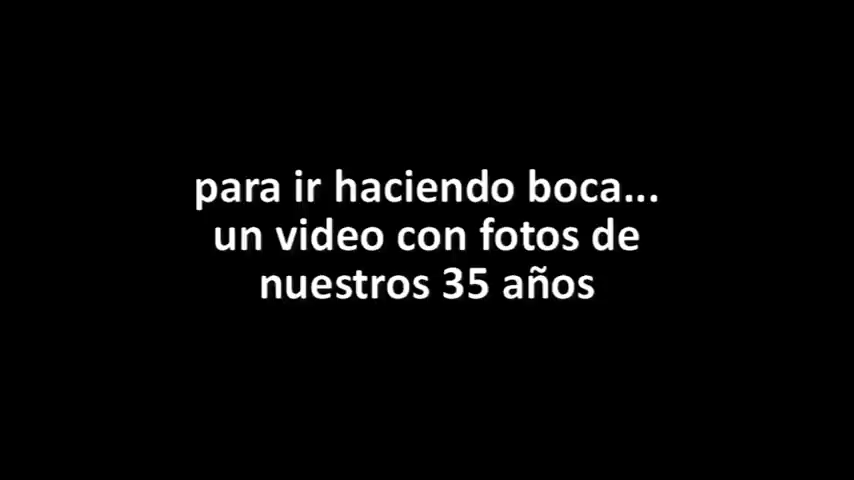 para ir haciendo boca...
un video con fotos de
nuestros 35 años